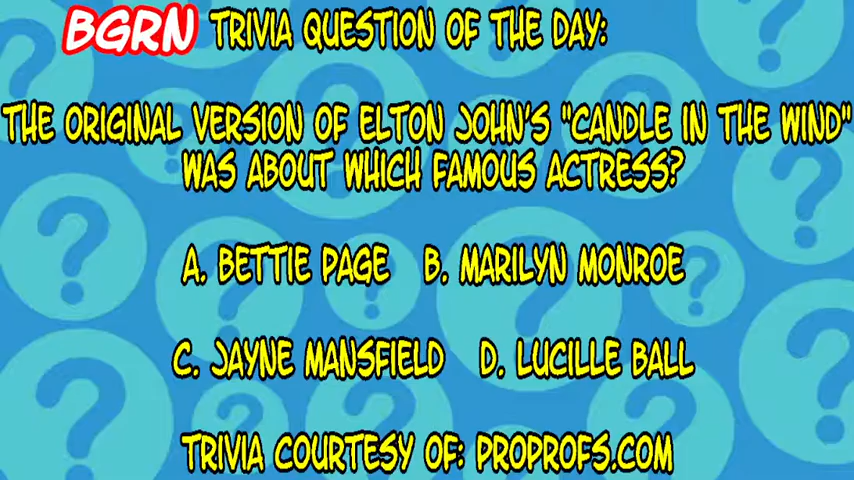 BGRN TRIVIA QUESTION OF THE DAY:
THE ORIGINAL VERSION OF ELTON JOHN'S "CANDLE IN THE WIND"
WAS ABOUT WHICH FAMOUS ACTRESS?
A. BETTIE PAGE B. MARILYN MONROE
C. JAYNE MANSFIELD D. LUCILLE BALL
TRIVIA COURTESY OF: PROPROFS.COM